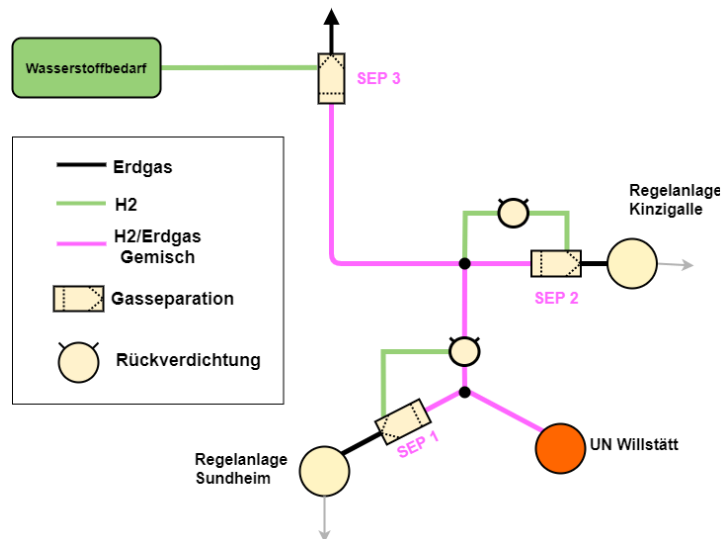 Wasserstoffbedarf
SEP 3
Erdgas
H2
H2/Erdgas
Gemisch
Gasseparation
Rückverdichtung
Regelanlage
Kinzigalle
SEP 2
SEP 1
Regelanlage
Sundheim
UN Willstätt